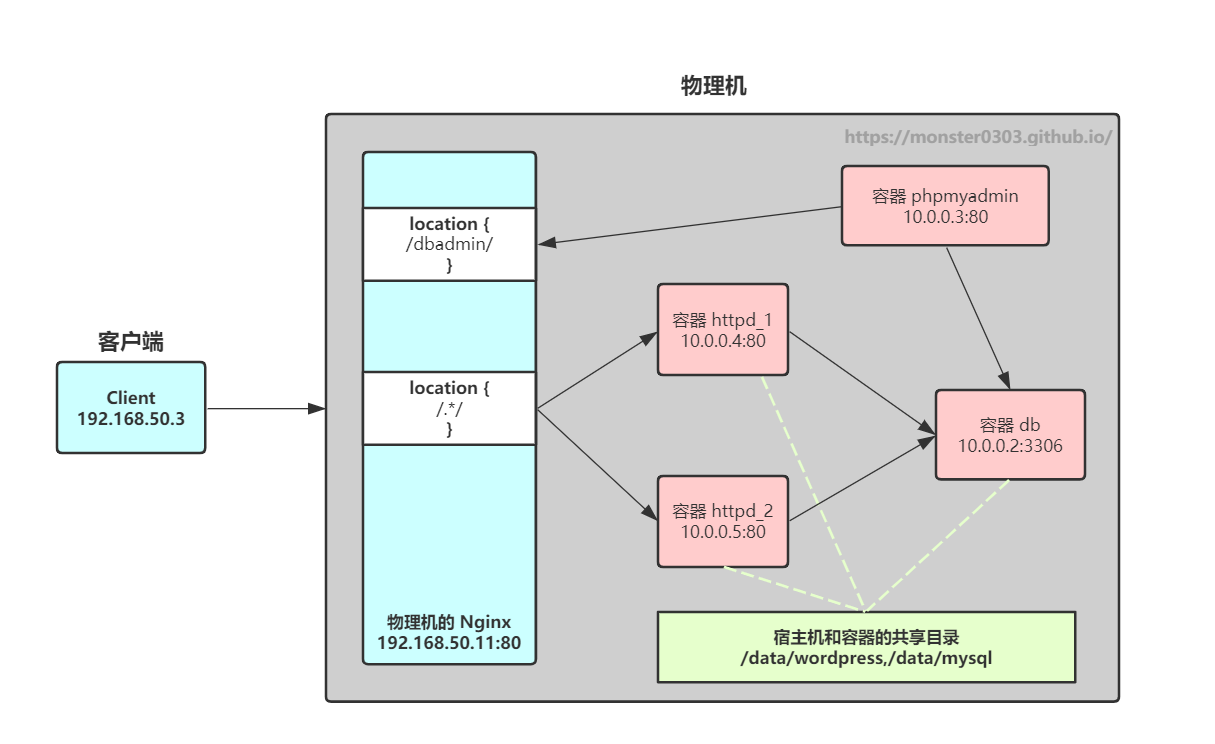 物理机
https://monster0303.github.io/
location {
/dbadmin/
}
容器 phpmyadmin
10.0.0.3:80
容器 httpd_1
10.0.0.4:80
客户端
Client
192.168.50.3
location {
/.*/
}
容器 db
10.0.0.2:3306
容器 httpd_2
10.0.0.5:80
物理机的 Nginx
192.168.50.11:80
宿主机和容器的共享目录
/data/wordpress,/data/mysql